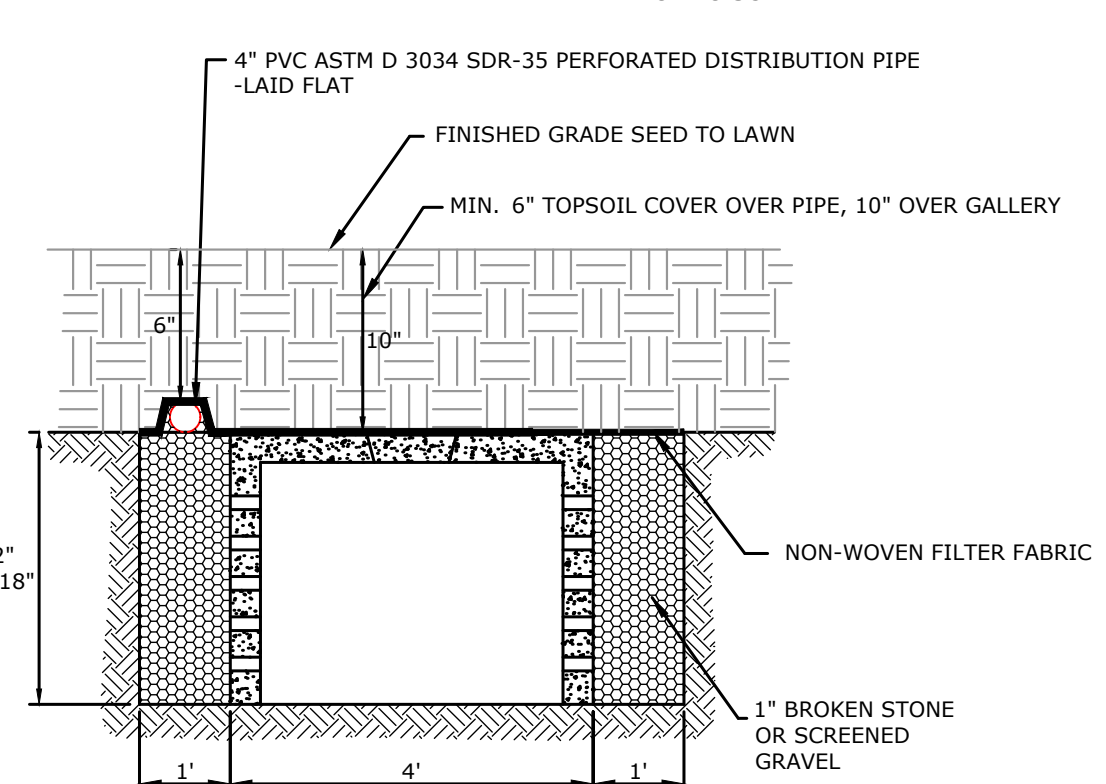 4" PVC ASTM D 3034 SDR-35 PERFORATED DISTRIBUTION PIPE
-LAID FLAT
FINISHED GRADE SEED TO LAWN
MIN. 6" TOPSOIL COVER OVER PIPE, 10" OVER GALLERY
6"
10"
2"
18"
NON-WOVEN FILTER FABRIC
1" BROKEN STONE
OR SCREENED
GRAVEL
1'
4'
1'